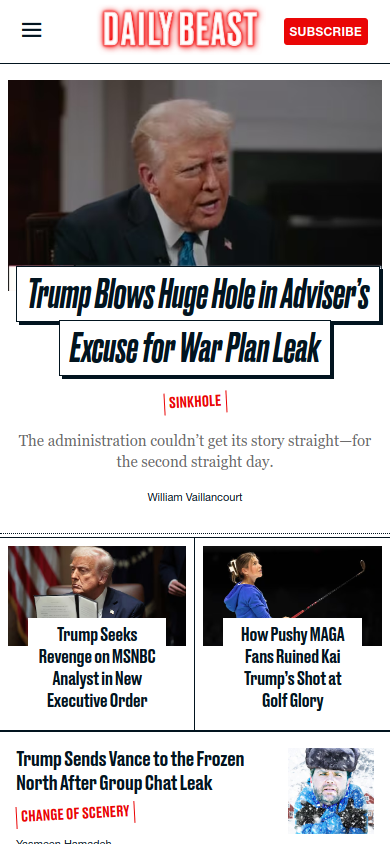 DAILY BEAST
SUBSCRIBE
Trump Blows Huge Hole in Adviser's
Excuse for War Plan Leak
SINKHOLE
The administration couldn't get its story straight—for
the second straight day.
William Vaillancourt
Trump Seeks
Revenge on MSNBC
Analyst in New
Executive Order
How Pushy MAGA
Fans Ruined Kai
Trump's Shot at
Golf Glory
Trump Sends Vance to the Frozen
North After Group Chat Leak
CHANGE OF SCENERY
Yasmeen Hamadeh